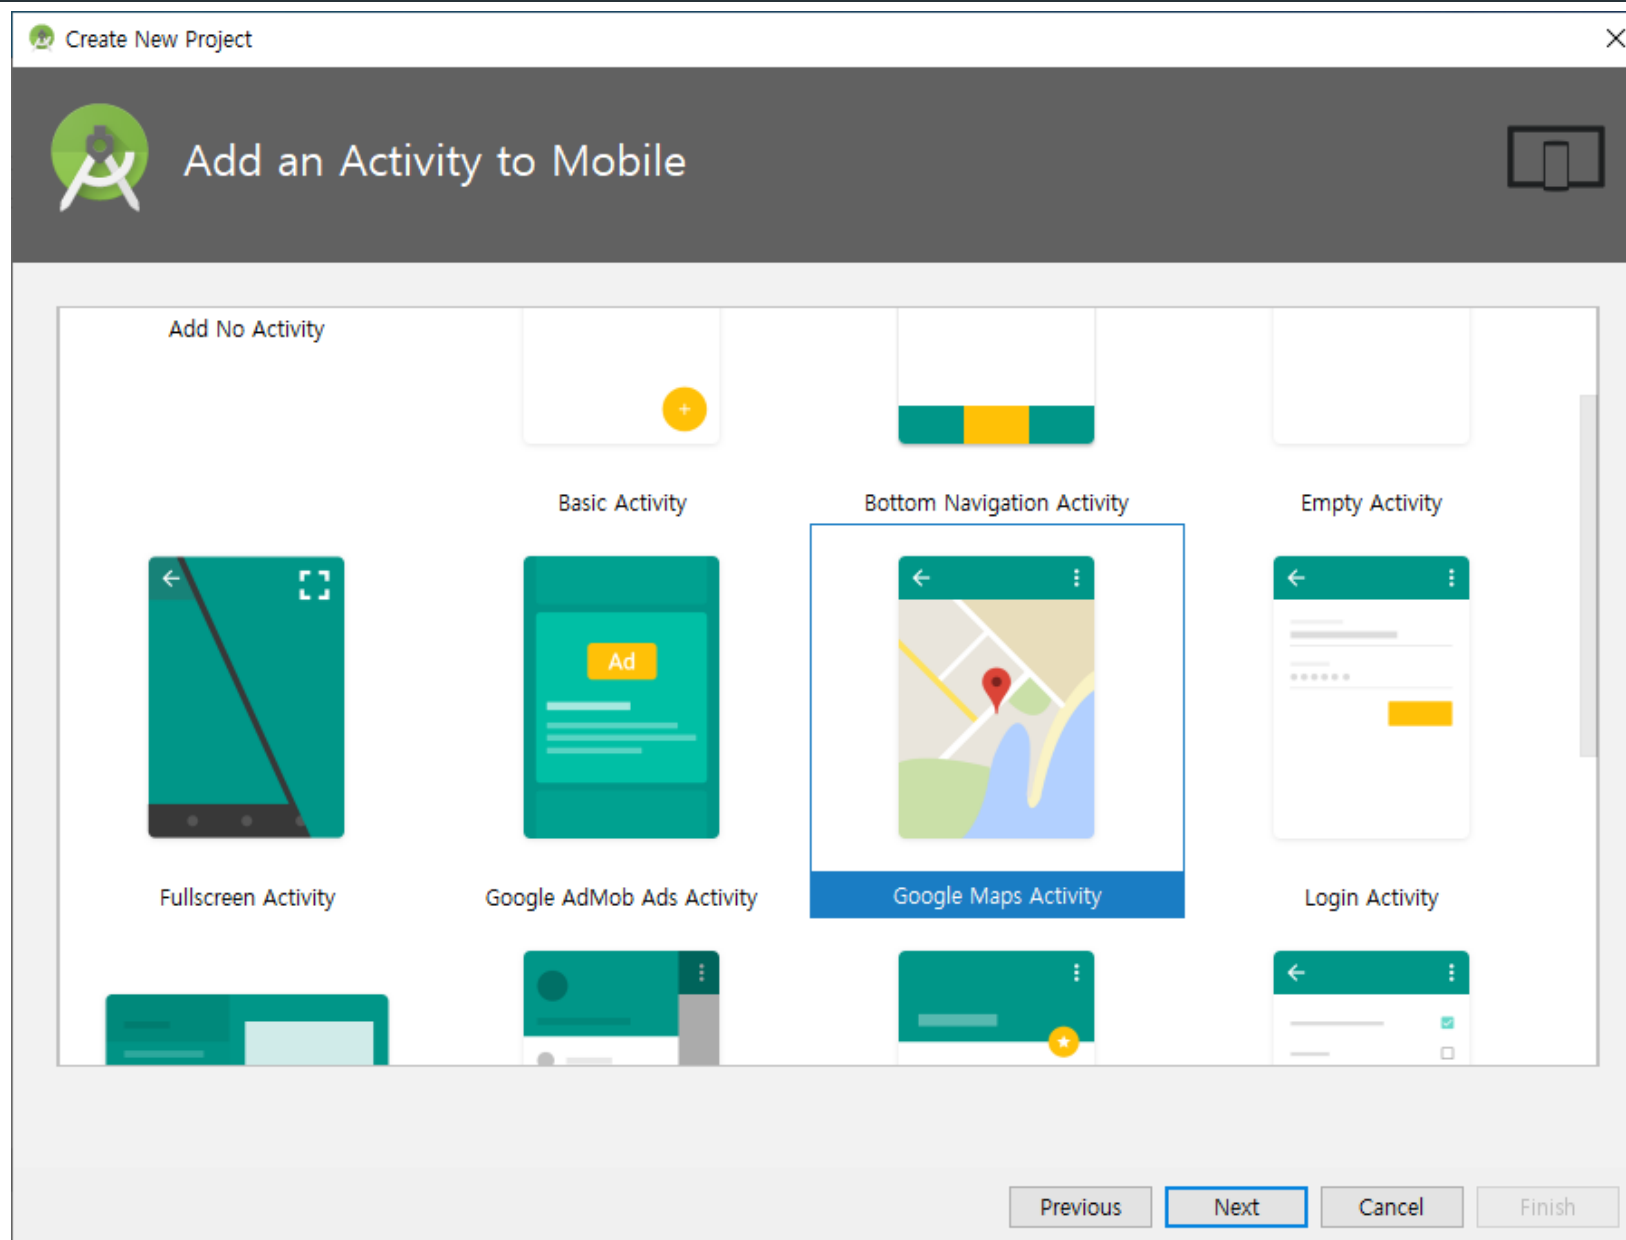 Create New Project
Add an Activity to Mobile
Add No Activity
Basic Activity
Bottom Navigation Activity
Empty Activity
Ad
Fullscreen Activity
Google AdMob Ads Activity
Google Maps Activity
Login Activity
Previous
Next
Cancel
Finish